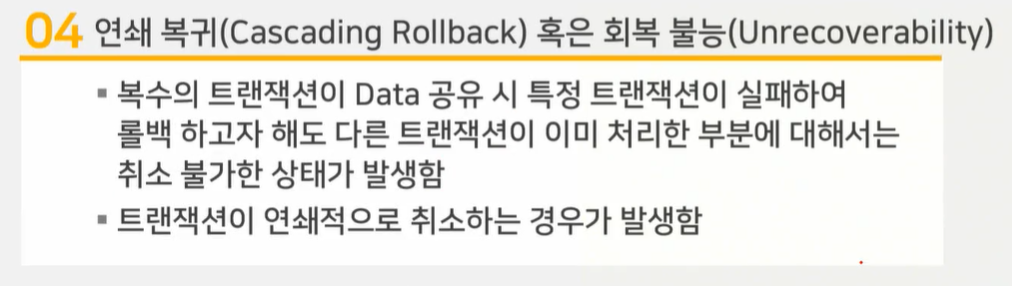 04 연쇄 복귀(Cascading Rollback) 혹은 회복 불능(Unrecoverability)
▪ 복수의 트랜잭션이 Data 공유 시 특정 트랜잭션이 실패하여
롤백 하고자 해도 다른 트랜잭션이 이미 처리한 부분에 대해서는
취소 불가한 상태가 발생함
▪ 트랜잭션이 연쇄적으로 취소하는 경우가 발생함